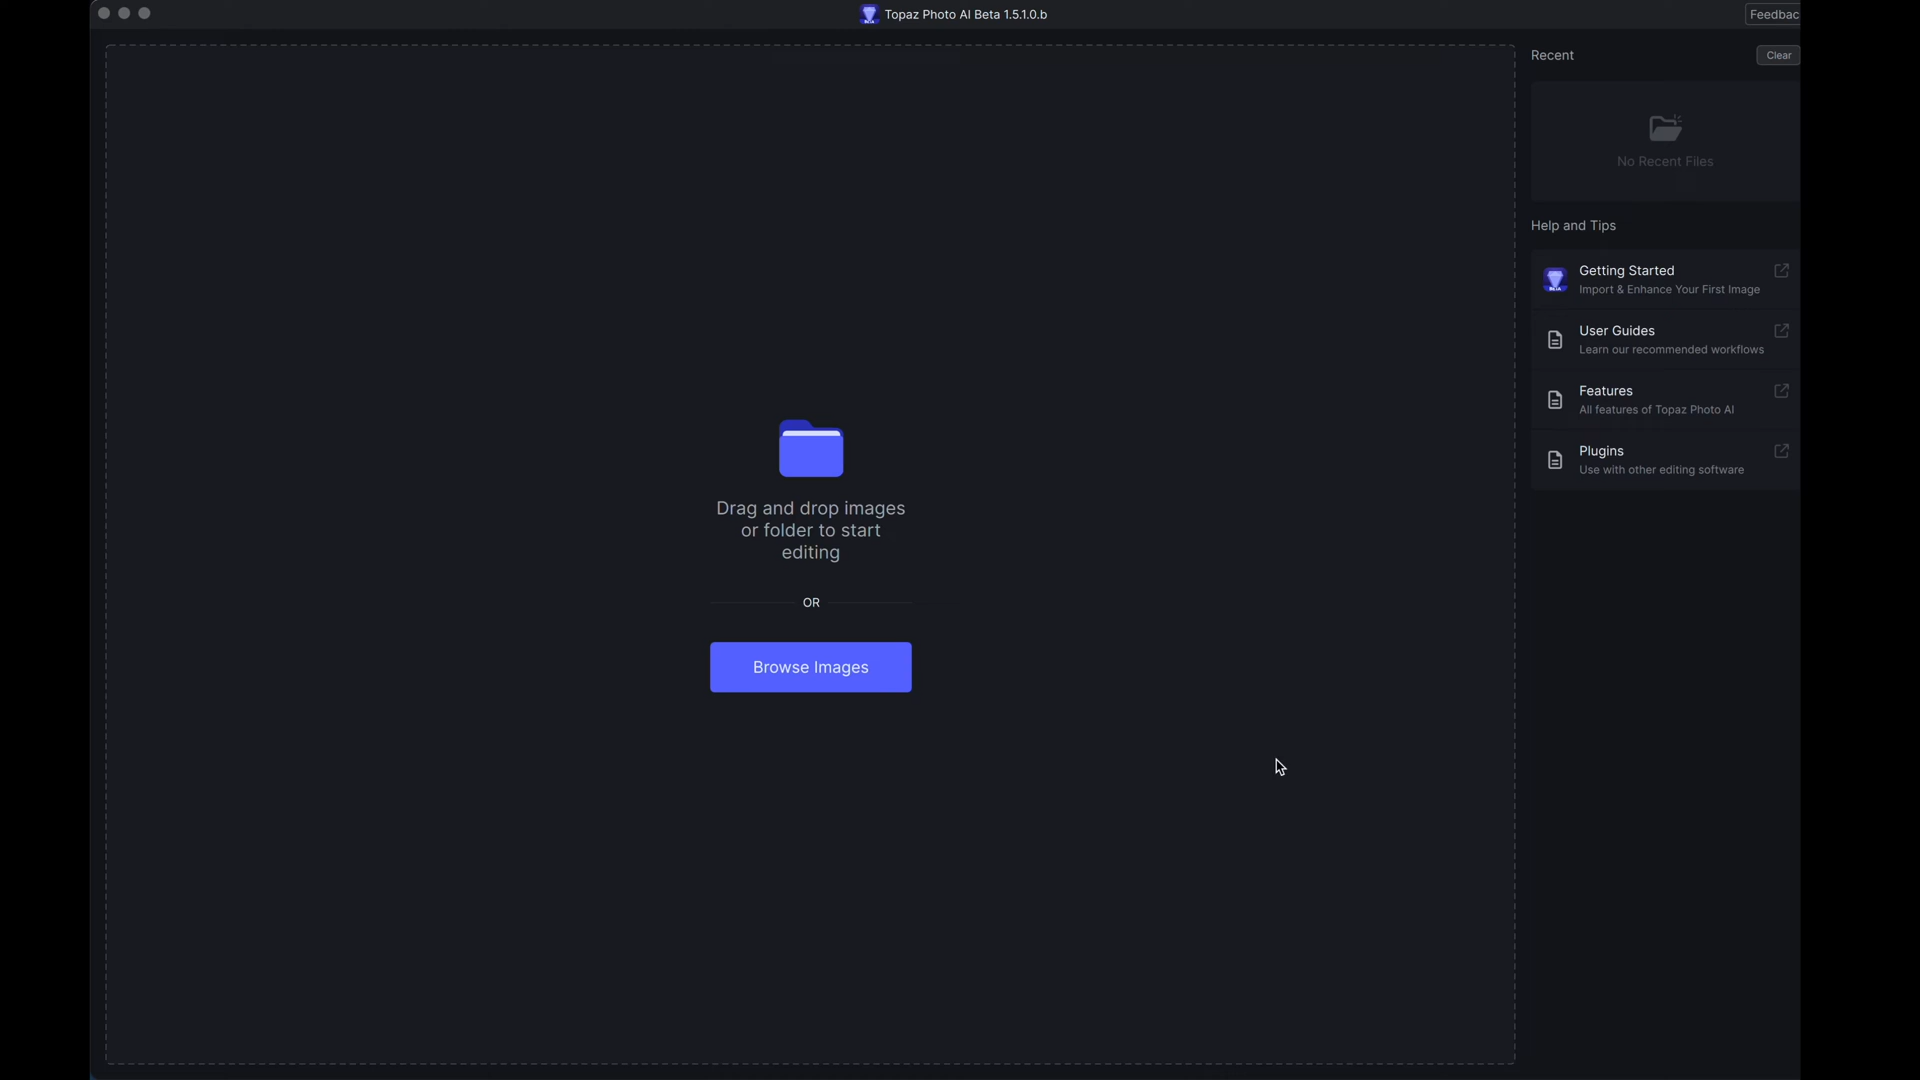 Topaz Photo AI Beta 1.5.1.0.b
Feedbac
Recent
Clear
No Recent Files
Help and Tips
Getting Started
Import & Enhance Your First Image
User Guides
Learn our recommended workflows
Features
All features of Topaz Photo AI
Plugins
Use with other editing software
Drag and drop images
or folder to start
editing
OR
Browse Images